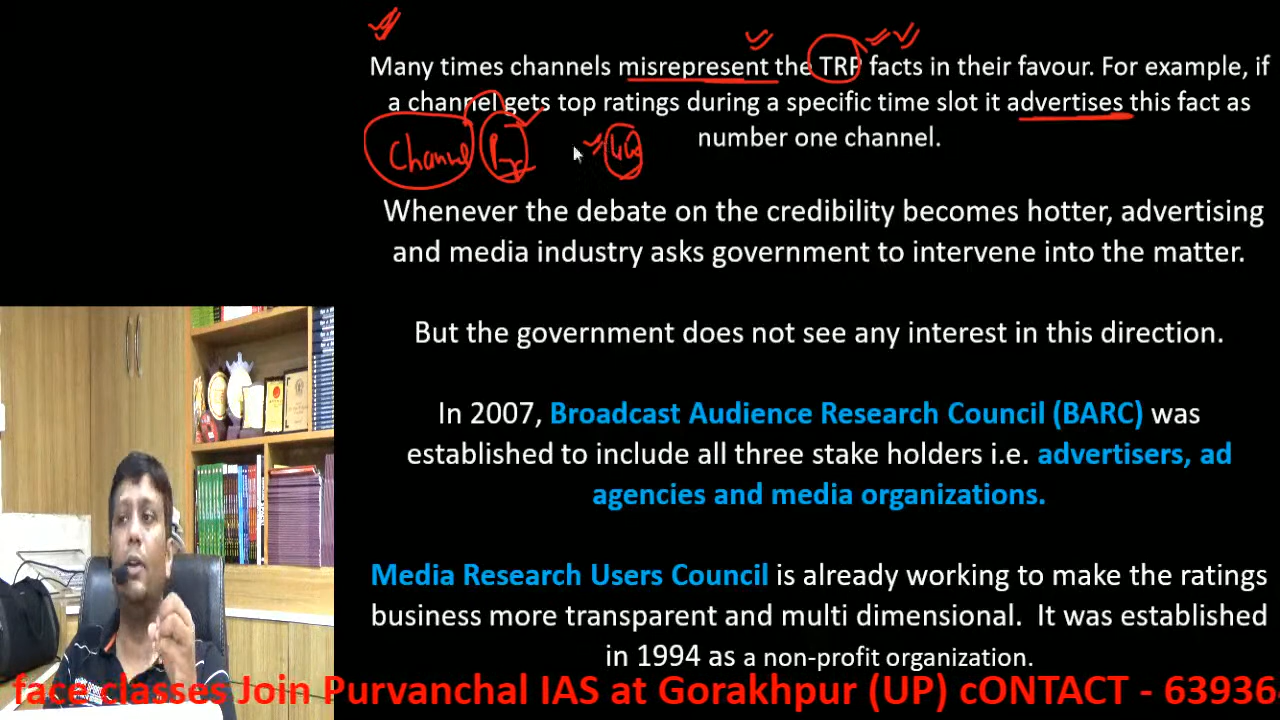 Many times channels misrepresent the TRP facts in their favour. For example, if
a channel gets top ratings during a specific time slot it advertises this fact as
number one channel.
Channel
Whenever the debate on the credibility becomes hotter, advertising
and media industry asks government to intervene into the matter.
But the government does not see any interest in this direction.
In 2007, Broadcast Audience Research Council (BARC) was
established to include all three stake holders i.e. advertisers, ad
agencies and media organizations.
Media Research Users Council is already working to make the ratings
business more transparent and multi dimensional. It was established
in 1994 as a non-profit organization.
face classes Join Purvanchal IAS at Gorakhpur (UP) cONTACT - 63936